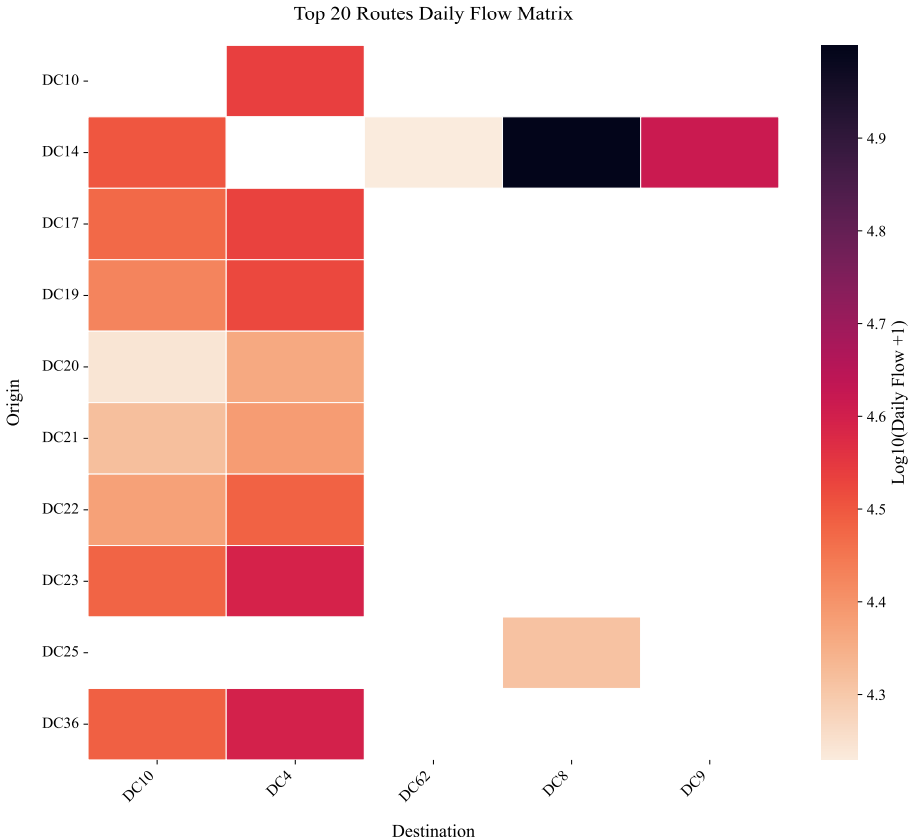 Top 20 Routes Daily Flow Matrix
Origin
DC10
DC14
DC17
DC19
DC20
DC21
DC22
DC23
DC25
DC36
DC10
DC4
DC62
DC8
DC9
Destination
4.9
4.8
4.7
4.6
4.5
4.4
4.3
Log10(Daily Flow +1)